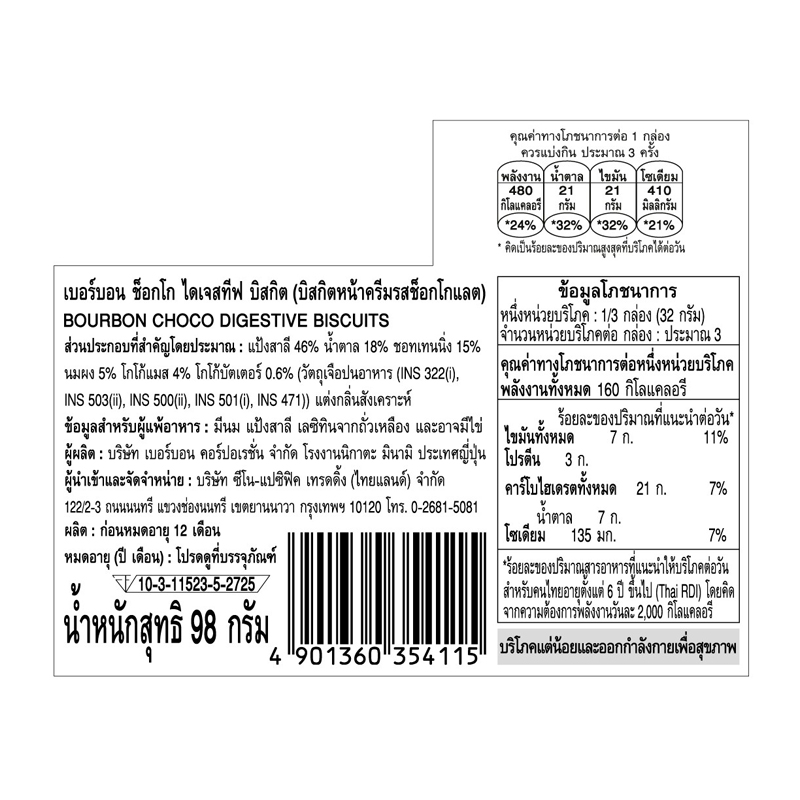 คุณค่าทางโภชนาการต่อ 1 กล่อง
ควรแบ่งกิน ประมาณ 3 ครั้ง
พลังงาน น้ำตาล ไขมัน โซเดียม
480 21 21 410
กิโลแคลอรี กรัม กรัม มิลลิกรัม
*24% *32% *32% *21%
* คิดเป็นร้อยละของปริมาณสูงสุดที่บริโภคได้ต่อวัน
เบอร์บอน ช็อกโก ไดเจสทีฟ บิสกิต (บิสกิตหน้าครีมรสช็อกโกแลต)
BOURBON CHOCO DIGESTIVE BISCUITS
ส่วนประกอบที่สำคัญโดยประมาณ : แป้งสาลี 46% น้ำตาล 18% ชอทเทนนิ่ง 15%
นมผง 5% โกโก้แมส 4% โกโก้บัตเตอร์ 0.6% (วัตถุเจือปนอาหาร (INS 322(i),
INS 503(ii), INS 500(ii), INS 501(i), INS 471)) แต่งกลิ่นสังเคราะห์
ข้อมูลสำหรับผู้แพ้อาหาร : มีนม แป้งสาลี เลซิทินจากถั่วเหลือง และอาจมีไข่
ผู้ผลิต : บริษัท เบอร์บอน คอร์ปอเรชั่น จำกัด โรงงานนิกาตะ มินามิ ประเทศญี่ปุ่น
ผู้นำเข้าและจัดจำหน่าย : บริษัท ซีโน-แปซิฟิค เทรดดิ้ง (ไทยแลนด์) จำกัด
122/2-3 ถนนนนทรี แขวงช่องนนทรี เขตยานนาวา กรุงเทพฯ 10120 โทร. 0-2681-5081
ผลิต : ก่อนหมดอายุ 12 เดือน
หมดอายุ (ปี เดือน) : โปรดดูที่บรรจุภัณฑ์
10-3-11523-5-2725
น้ำหนักสุทธิ 98 กรัม
4 901360 354115
ข้อมูลโภชนาการ
หนึ่งหน่วยบริโภค : 1/3 กล่อง (32 กรัม)
จำนวนหน่วยบริโภคต่อ กล่อง : ประมาณ 3
คุณค่าทางโภชนาการต่อหนึ่งหน่วยบริโภค
พลังงานทั้งหมด 160 กิโลแคลอรี
ร้อยละของปริมาณที่แนะนำต่อวัน*
ไขมันทั้งหมด 7 ก. 11%
โปรตีน 3 ก.
คาร์โบไฮเดรตทั้งหมด 21 ก. 7%
น้ำตาล 7 ก.
โซเดียม 135 มก. 7%
*ร้อยละของปริมาณสารอาหารที่แนะนำให้บริโภคต่อวัน
สำหรับคนไทยอายุตั้งแต่ 6 ปี ขึ้นไป (Thai RDI) โดยคิด
จากความต้องการพลังงานวันละ 2,000 กิโลแคลอรี
บริโภคแต่น้อยและออกกำลังกายเพื่อสุขภาพ